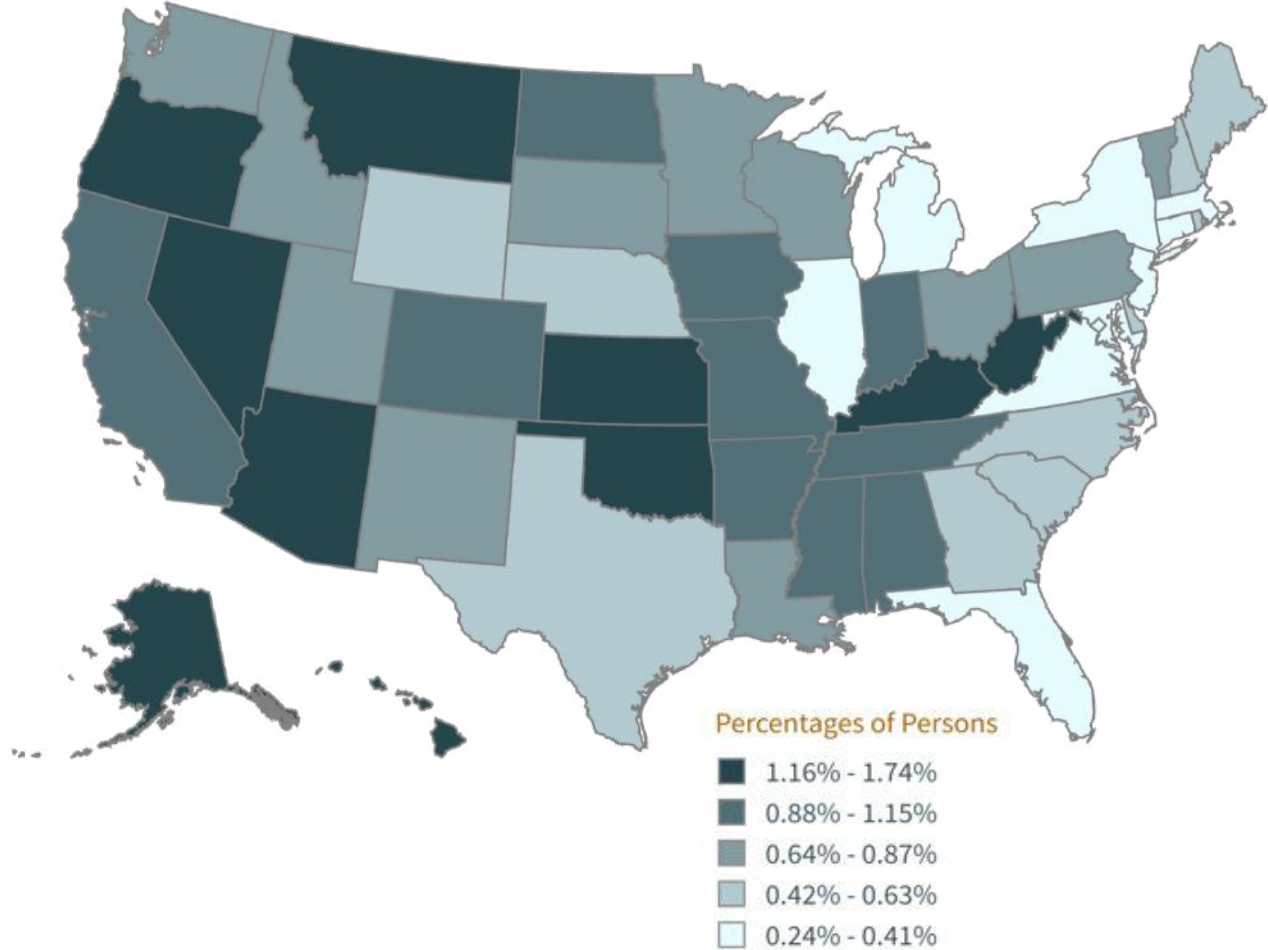 Percentages of Persons
1.16% - 1.74%
0.88% - 1.15%
0.64% - 0.87%
0.42% - 0.63%
0.24% - 0.41%